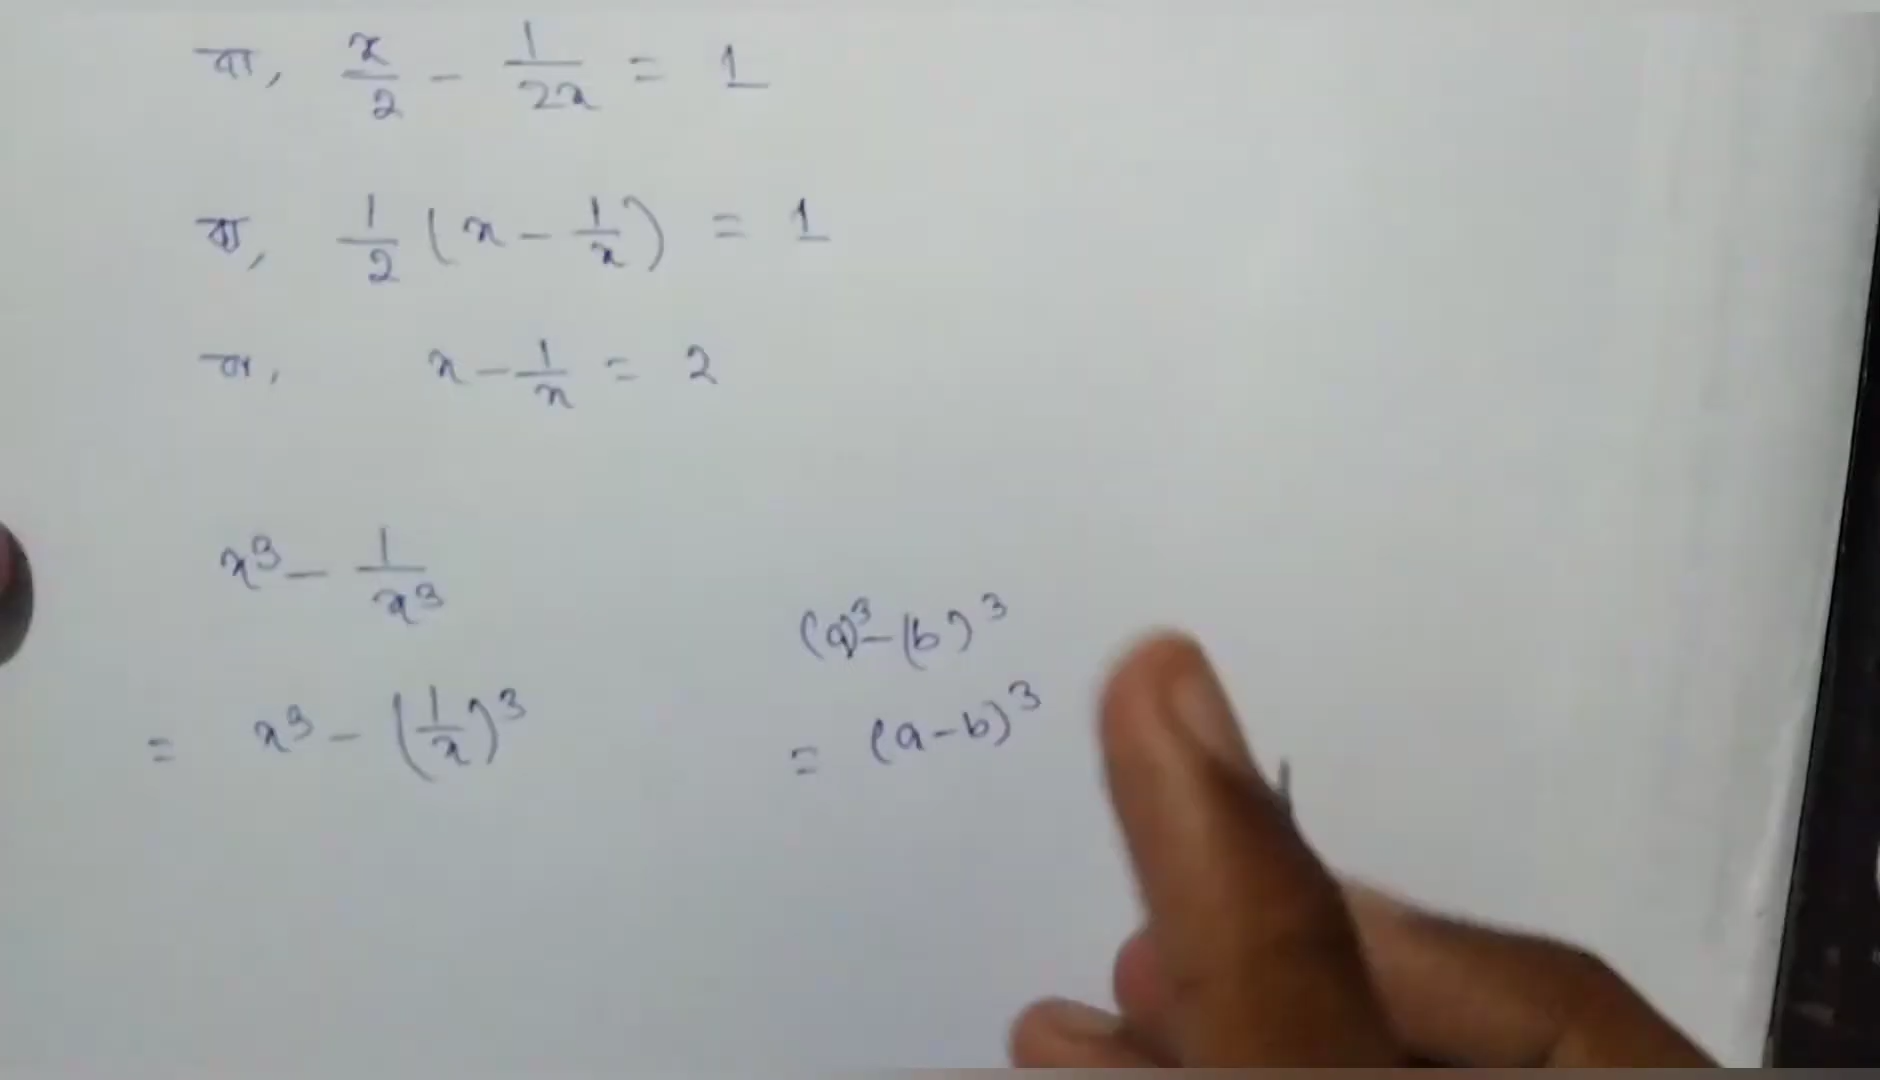 বা, x/2 - 1/2x = 1
বা, 1/2 (x - 1/x) = 1
বা, x - 1/x = 2
x³ - 1/x³
= x³ - (1/x)³
(a)³ - (b)³
= (a-b)³